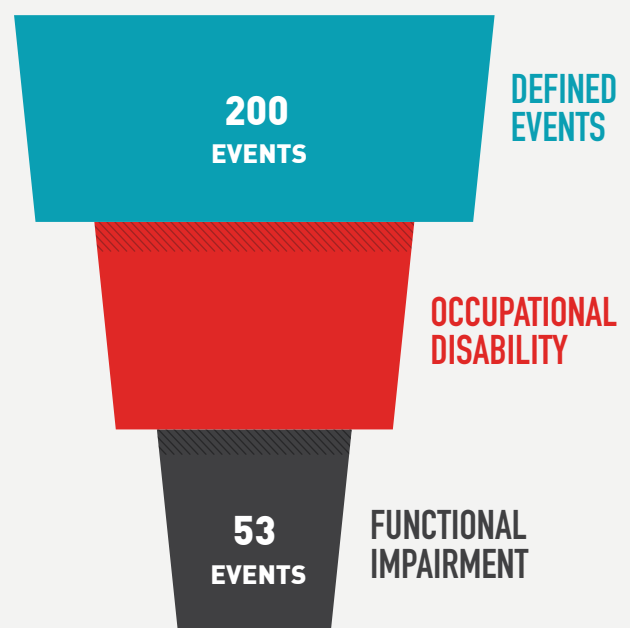 200
EVENTS
DEFINED
EVENTS
OCCUPATIONAL
DISABILITY
53
EVENTS
FUNCTIONAL
IMPAIRMENT